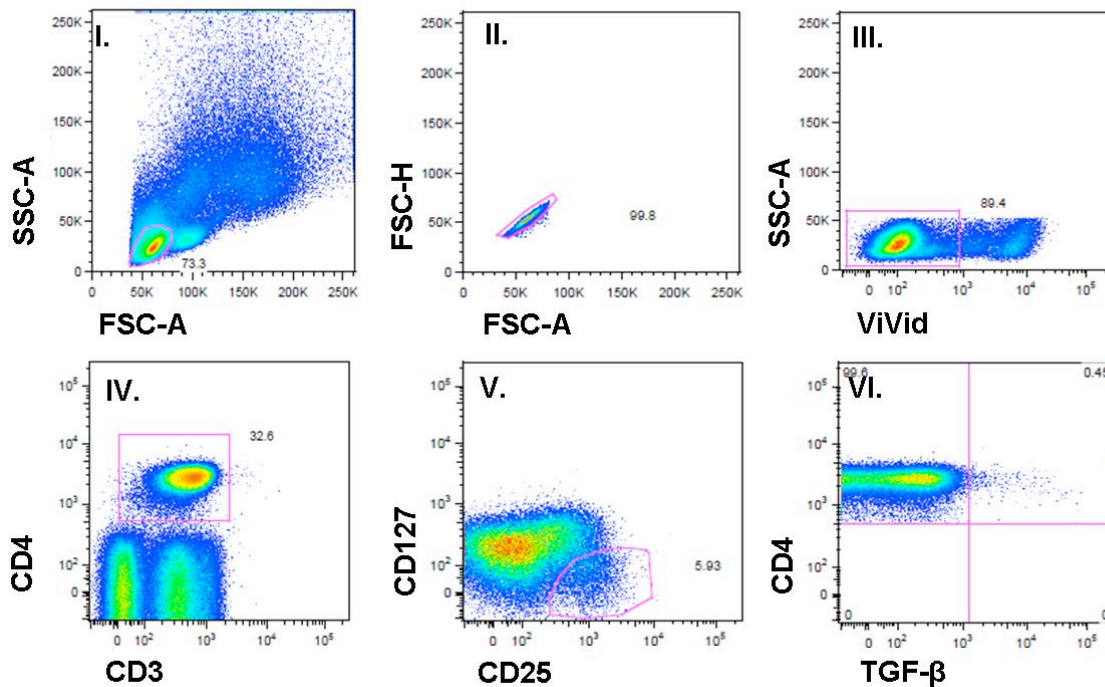 I.
SSC-A
250K
200K
150K
100K
50K
0
73.3
0 50K 100K 150K 200K 250K
FSC-A
II.
FSC-H
250K
200K
150K
100K
50K
0
99.8
0 50K 100K 150K 200K 250K
FSC-A
III.
SSC-A
250K
200K
150K
100K
50K
0
89.4
0 10² 10³ 10⁴ 10⁵
ViVid
IV.
CD4
10⁵
10⁴
10³
10²
0
32.6
0 10² 10³ 10⁴ 10⁵
CD3
V.
CD127
10⁵
10⁴
10³
10²
0
5.93
0 10² 10³ 10⁴ 10⁵
CD25
VI.
CD4
99.6
10⁵
10⁴
10³
10²
0
0
0 10² 10³ 10⁴ 10⁵
TGF-β